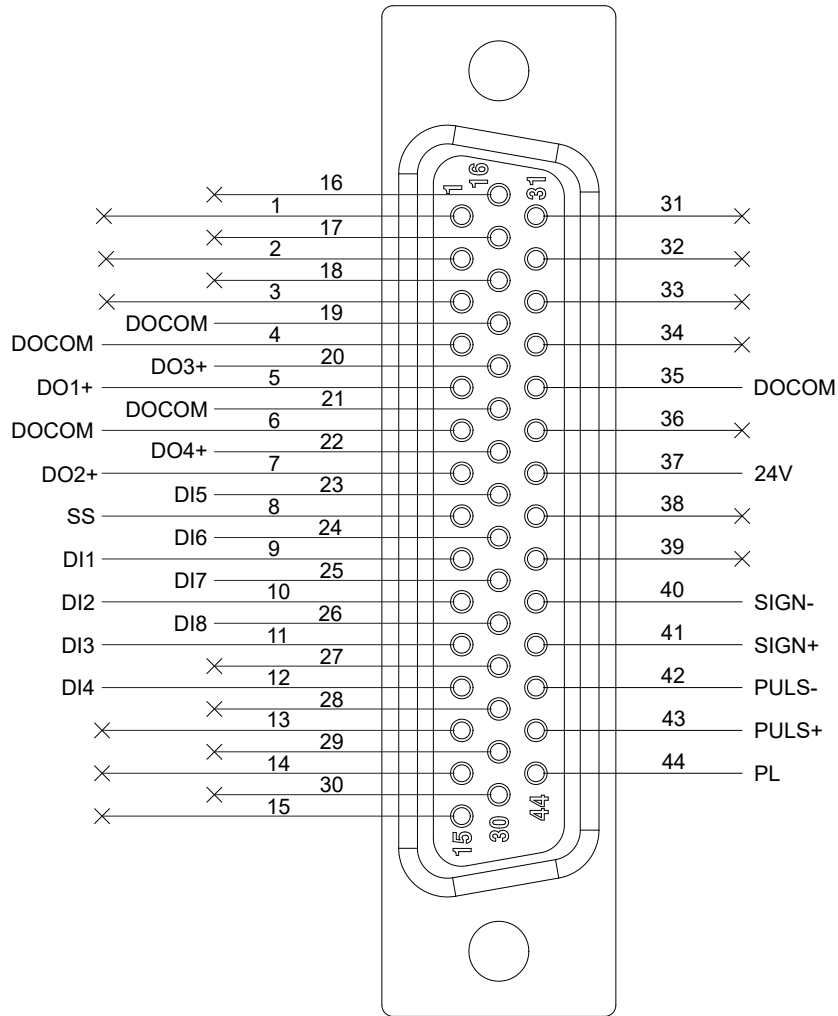 16
1 16 31
1 31
17
2 32
18
3 33
DOCOM 19
DOCOM 4 34
DO3+ 20
DO1+ 5 35 DOCOM
DOCOM 21
DOCOM 6 36
DO4+ 22
DO2+ 7 37 24V
DI5 23
SS 8 38
DI6 24
DI1 9 39
DI7 25
DI2 10 40 SIGN-
DI8 26
DI3 11 41 SIGN+
27
DI4 12 42 PULS-
28
13 43 PULS+
29
14 44 PL
30
15
15 30 44